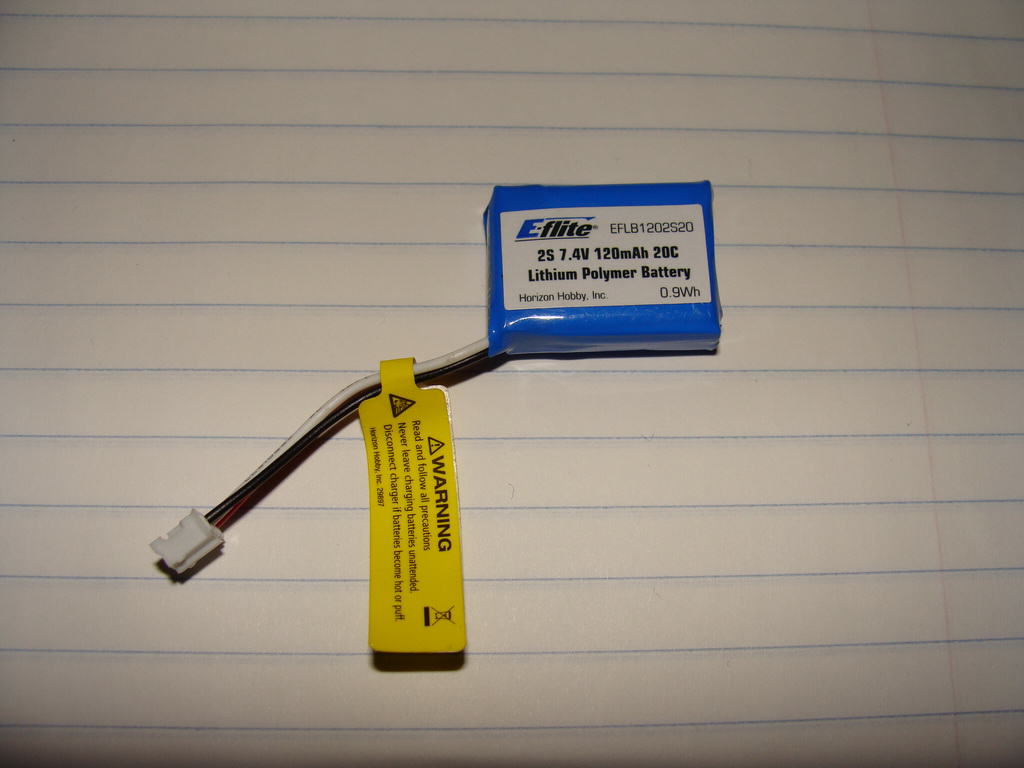 E-flite® EFLB1202S20
2S 7.4V 120mAh 20C
Lithium Polymer Battery
Horizon Hobby, Inc. 0.9Wh
WARNING
Read and follow all precautions
Never leave charging batteries unattended.
Disconnect charger if batteries become hot or puff.
Horizon Hobby, Inc. 29897